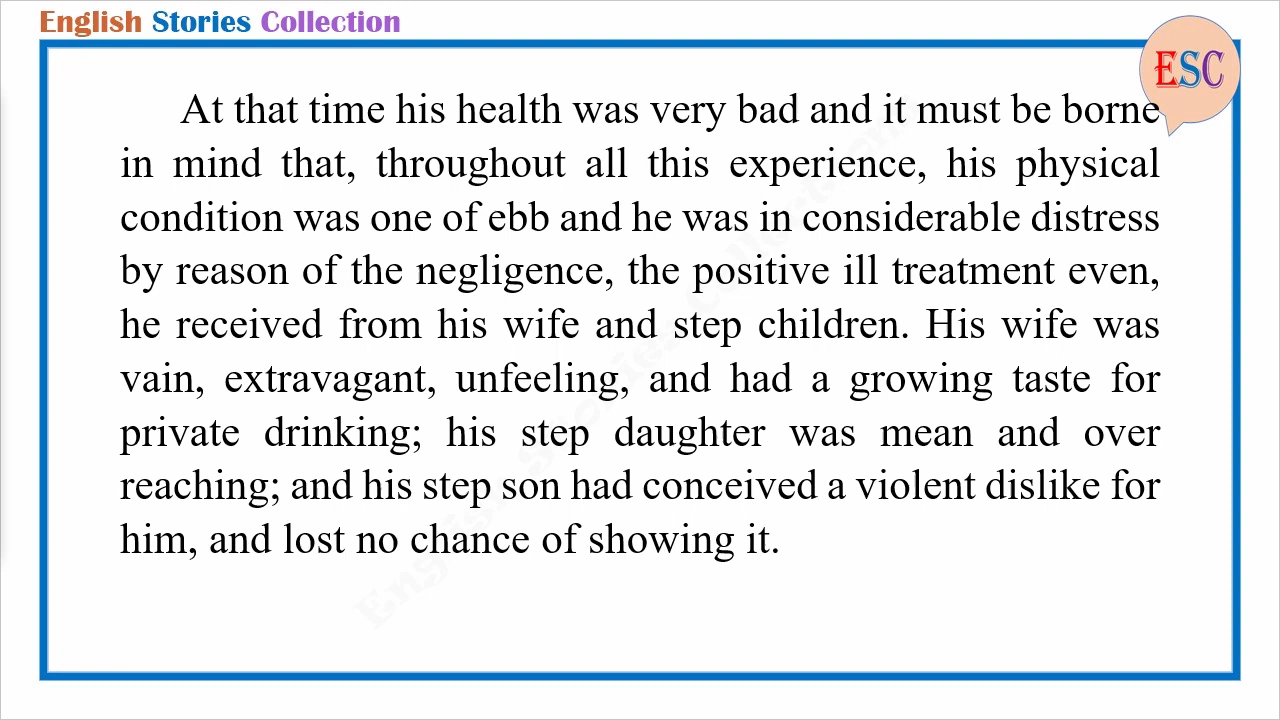 English Stories Collection
ESC
At that time his health was very bad and it must be borne
in mind that, throughout all this experience, his physical
condition was one of ebb and he was in considerable distress
by reason of the negligence, the positive ill treatment even,
he received from his wife and step children. His wife was
vain, extravagant, unfeeling, and had a growing taste for
private drinking; his step daughter was mean and over
reaching; and his step son had conceived a violent dislike for
him, and lost no chance of showing it.
English Stories Collection